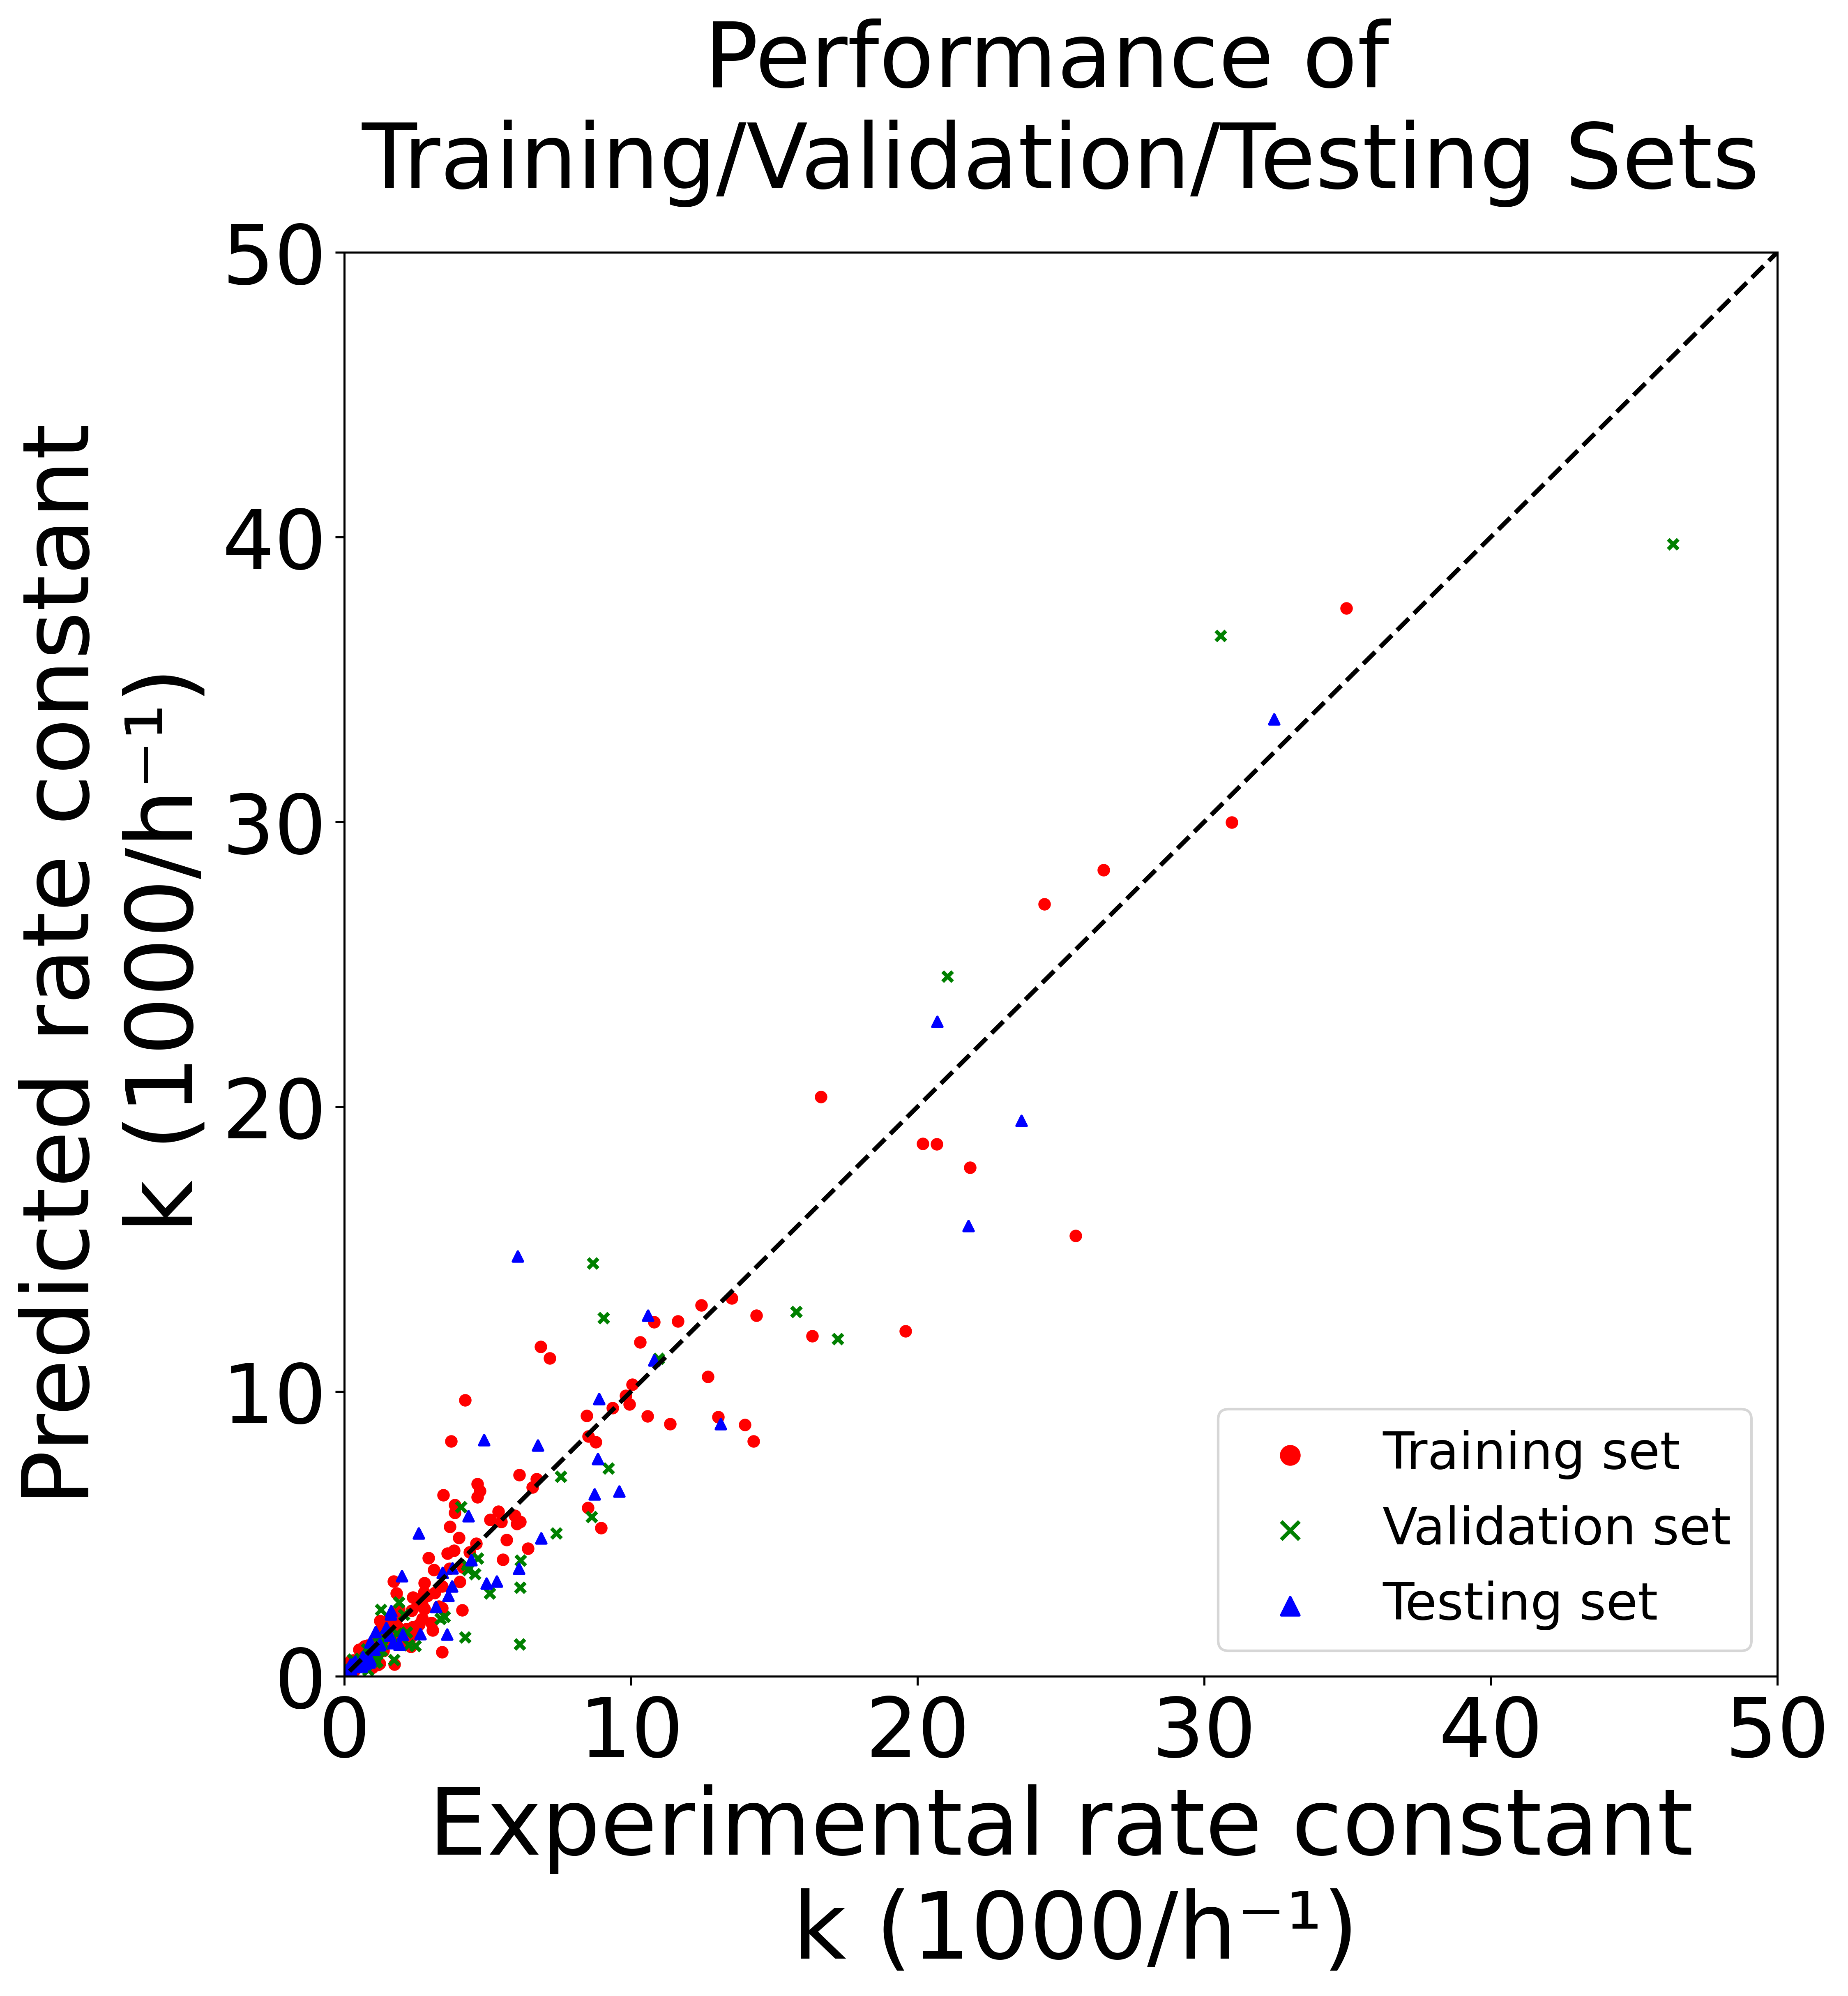 Performance of
Training/Validation/Testing Sets
Predicted rate constant
k (1000/h⁻¹)
50
40
30
20
10
0
0 10 20 30 40 50
Experimental rate constant
k (1000/h⁻¹)
Training set
Validation set
Testing set